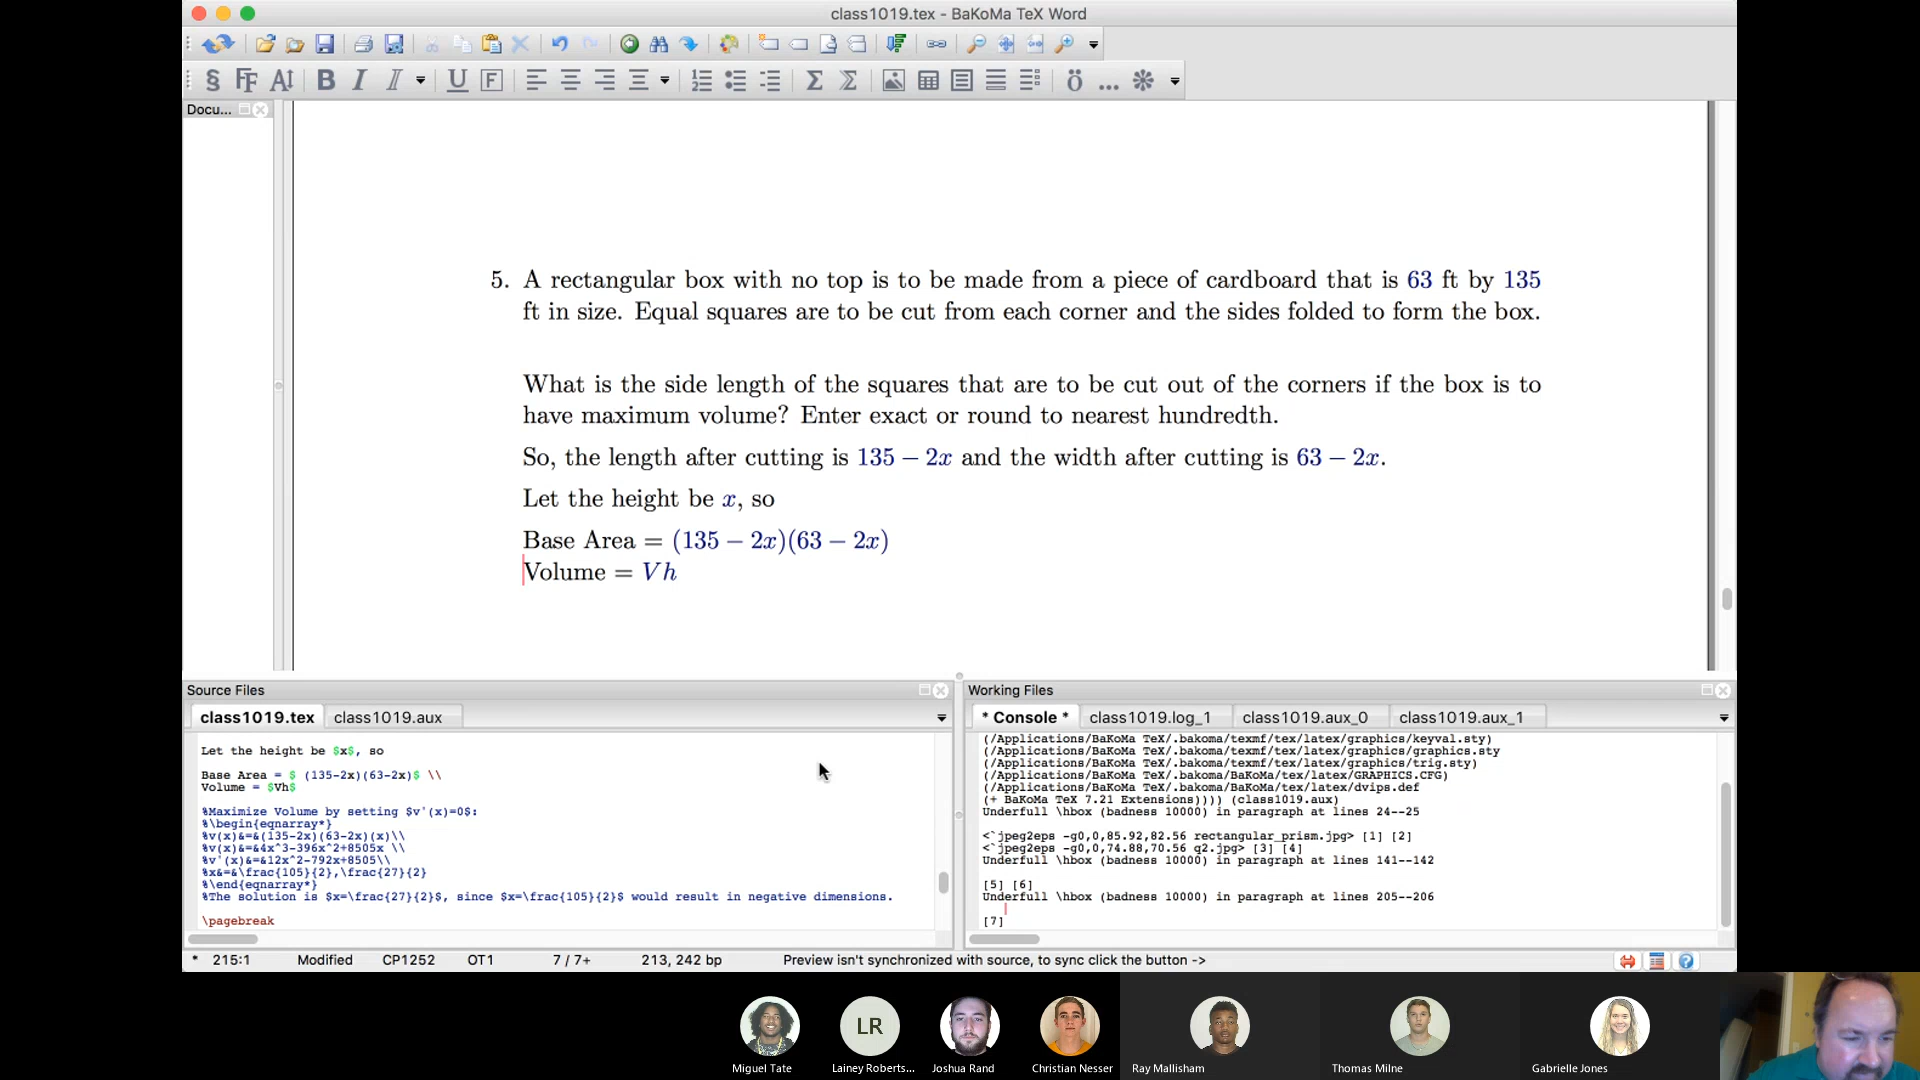 class1019.tex - BaKoMa TeX Word
Docu...
5. A rectangular box with no top is to be made from a piece of cardboard that is 63 ft by 135
ft in size. Equal squares are to be cut from each corner and the sides folded to form the box.
What is the side length of the squares that are to be cut out of the corners if the box is to
have maximum volume? Enter exact or round to nearest hundredth.
So, the length after cutting is 135 − 2x and the width after cutting is 63 − 2x.
Let the height be x, so
Base Area = (135 − 2x)(63 − 2x)
Volume = Vh
Source Files
class1019.tex class1019.aux
Let the height be $x$, so
Base Area = $ (135-2x)(63-2x)$ \\
Volume = $Vh$
%Maximize Volume by setting $v'(x)=0$:
%\begin{eqnarray*}
%v(x)&=&(135-2x)(63-2x)(x)\\
%v(x)&=&4x^3-396x^2+8505x \\
%v'(x)&=&12x^2-792x+8505\\
%x&=&\frac{105}{2},\frac{27}{2}
%\end{eqnarray*}
%The solution is $x=\frac{27}{2}$, since $x=\frac{105}{2}$ would result in negative dimensions.
\pagebreak
Working Files
* Console * class1019.log_1 class1019.aux_0 class1019.aux_1
(/Applications/BaKoMa TeX/.bakoma/texmf/tex/latex/graphics/keyval.sty)
(/Applications/BaKoMa TeX/.bakoma/texmf/tex/latex/graphics/graphics.sty
(/Applications/BaKoMa TeX/.bakoma/texmf/tex/latex/graphics/trig.sty)
(/Applications/BaKoMa TeX/.bakoma/BaKoMa/tex/latex/GRAPHICS.CFG)
(/Applications/BaKoMa TeX/.bakoma/BaKoMa/tex/latex/dvips.def
(+ BaKoMa TeX 7.21 Extensions)))) (class1019.aux)
Underfull \hbox (badness 10000) in paragraph at lines 24--25
<`jpeg2eps -g0,0,85.92,82.56 rectangular_prism.jpg> [1] [2]
<`jpeg2eps -g0,0,74.88,70.56 q2.jpg> [3] [4]
Underfull \hbox (badness 10000) in paragraph at lines 141--142
[5] [6]
Underfull \hbox (badness 10000) in paragraph at lines 205--206
[7]
* 215:1 Modified CP1252 OT1 7 / 7+ 213, 242 bp Preview isn't synchronized with source, to sync click the button ->
LR
Miguel Tate Lainey Roberts... Joshua Rand Christian Nesser Ray Mallisham Thomas Milne Gabrielle Jones